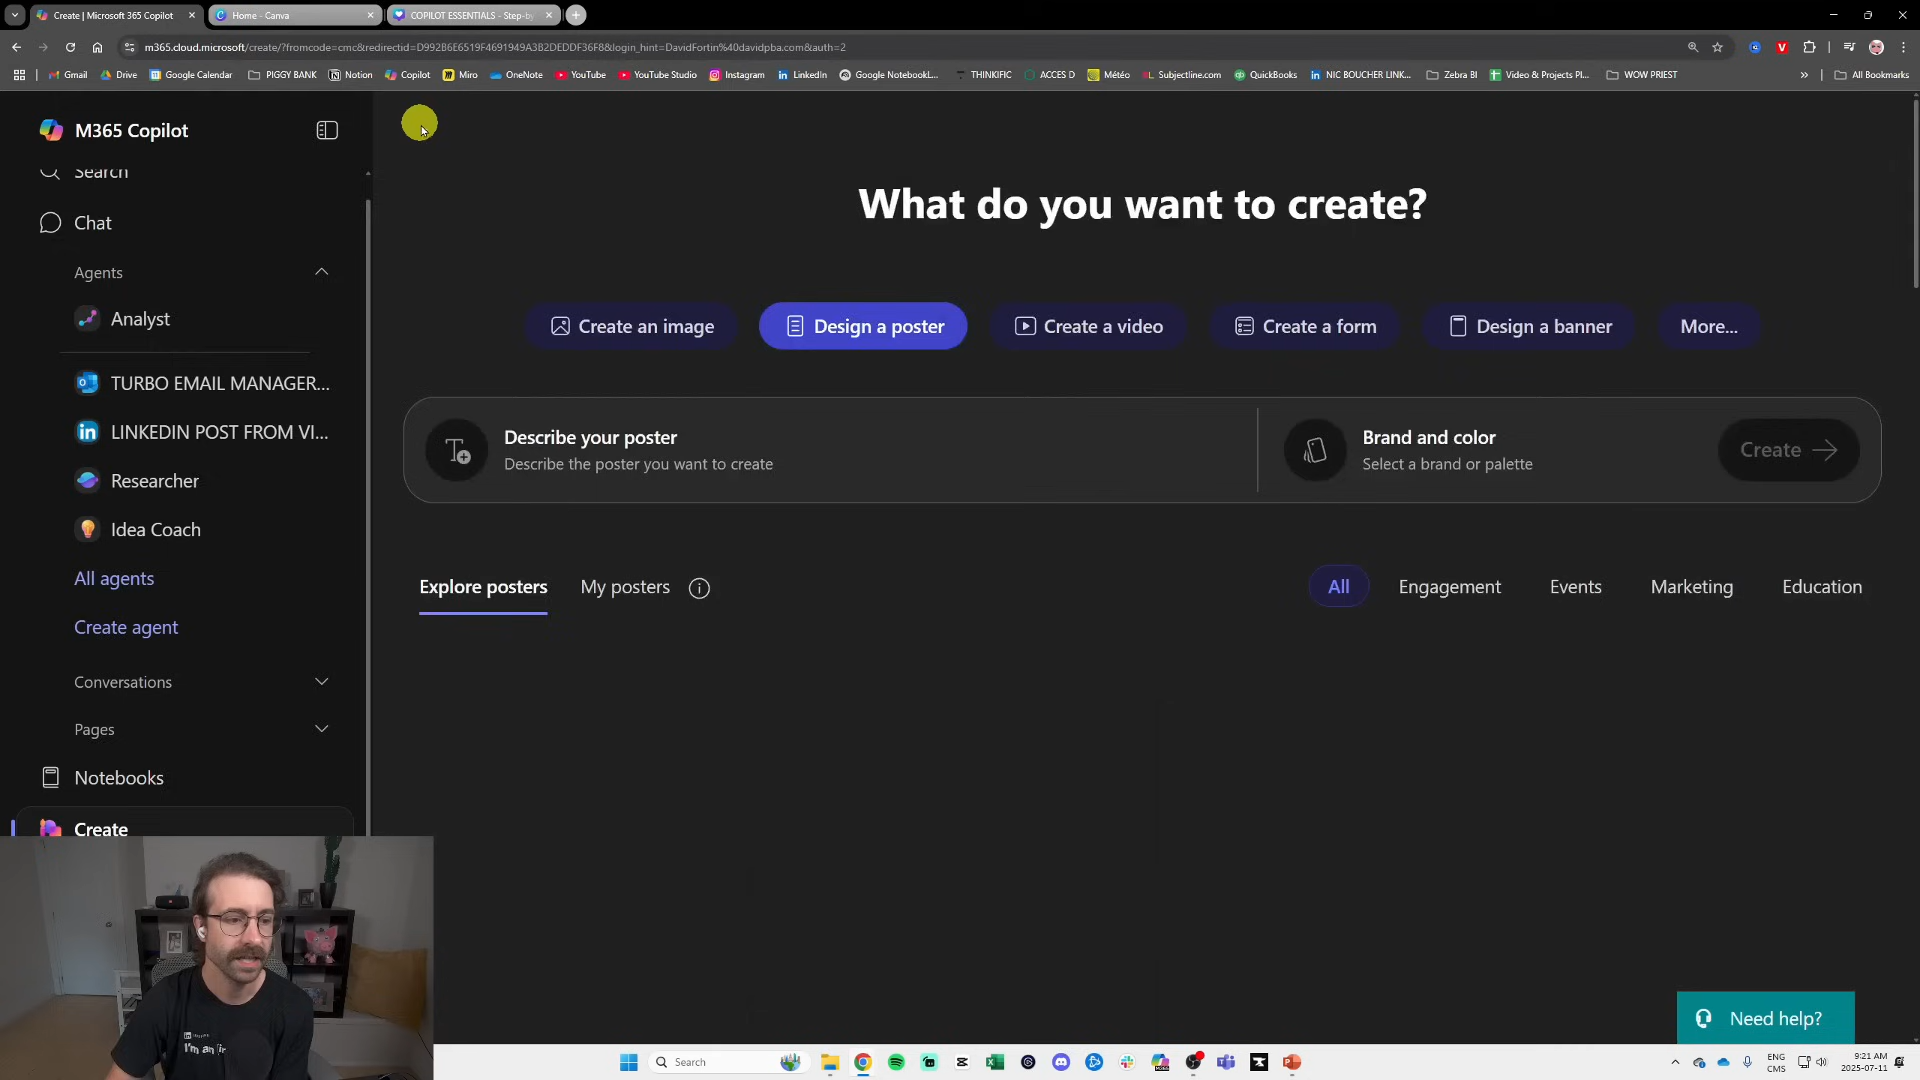 Create | Microsoft 365 Copilot
Home - Canva
COPILOT ESSENTIALS - Step-by
m365.cloud.microsoft/create/?fromcode=cmc&redirectid=D992B6E6519F4691949A3B2DEDDF36F8&login_hint=DavidFortin%40davidpba.com&auth=2
Gmail
Drive
Google Calendar
PIGGY BANK
Notion
Copilot
Miro
OneNote
YouTube
YouTube Studio
Instagram
LinkedIn
Google NotebookL...
THINKIFIC
ACCES D
Météo
Subjectline.com
QuickBooks
NIC BOUCHER LINK...
Zebra BI
Video & Projects Pl...
WOW PRIEST
All Bookmarks
M365 Copilot
Search
Chat
Agents
Analyst
TURBO EMAIL MANAGER...
LINKEDIN POST FROM VI...
Researcher
Idea Coach
All agents
Create agent
Conversations
Pages
Notebooks
Create
What do you want to create?
Create an image
Design a poster
Create a video
Create a form
Design a banner
More...
Describe your poster
Describe the poster you want to create
Brand and color
Select a brand or palette
Create
Explore posters
My posters
All
Engagement
Events
Marketing
Education
Need help?
I'm an
Search
ENG
CMS
9:21 AM
2025-07-11